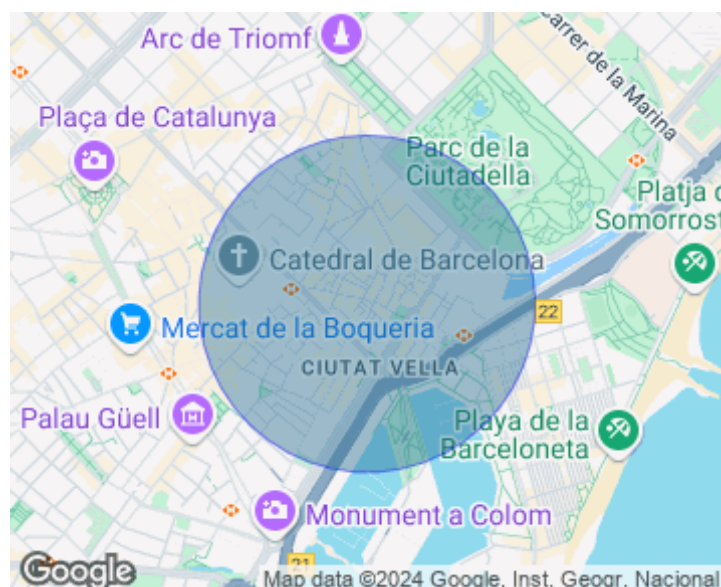 Arc de Triomf
Carrer de la Marina
Plaça de Catalunya
Parc de la
Ciutadella
Platja d
Somorrost
Catedral de Barcelona
22
Mercat de la Boqueria
CIUTAT VELLA
Palau Güell
Playa de la
Barceloneta
Monument a Colom
21
Google
Map data ©2024 Google, Inst. Geogr. Nacional